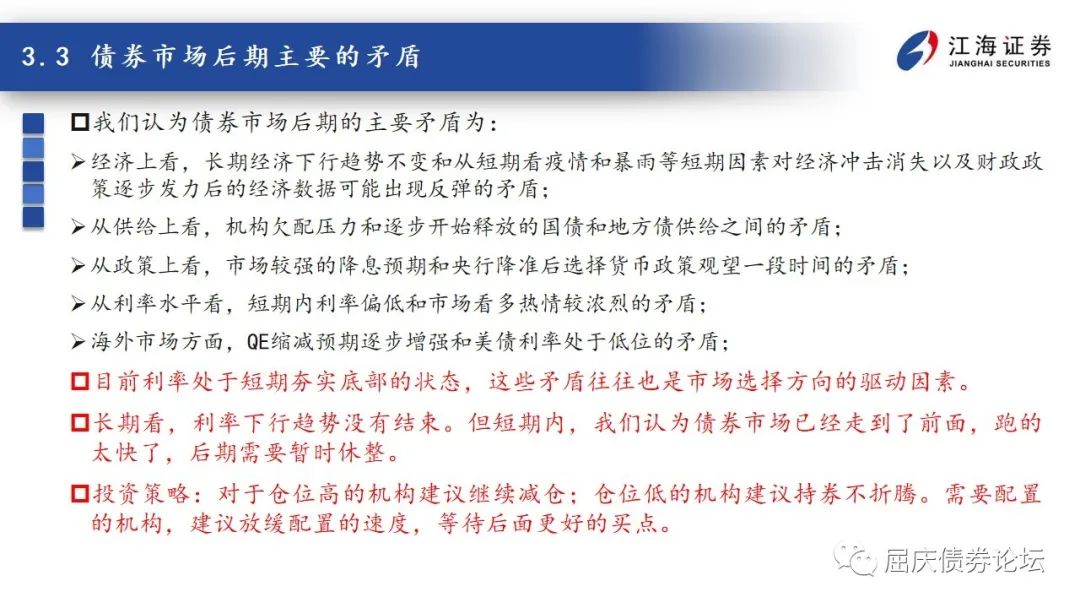 3.3 债券市场后期主要的矛盾
江海证券
JIANGHAI SECURITIES
我们认为债券市场后期的主要矛盾为：
经济上看，长期经济下行趋势不变和从短期看疫情和暴雨等短期因素对经济冲击消失以及财政政
策逐步发力后的经济数据可能出现反弹的矛盾；
从供给上看，机构欠配压力和逐步开始释放的国债和地方债供给之间的矛盾；
从政策上看，市场较强的降息预期和央行降准后选择货币政策观望一段时间的矛盾；
从利率水平看，短期内利率偏低和市场看多热情较浓烈的矛盾；
海外市场方面，QE缩减预期逐步增强和美债利率处于低位的矛盾；
目前利率处于短期夯实底部的状态，这些矛盾往往也是市场选择方向的驱动因素。
长期看，利率下行趋势没有结束。但短期内，我们认为债券市场已经走到了前面，跑的
太快了，后期需要暂时休整。
投资策略：对于仓位高的机构建议继续减仓；仓位低的机构建议持券不折腾。需要配置
的机构，建议放缓配置的速度，等待后面更好的买点。
屈庆债券论坛